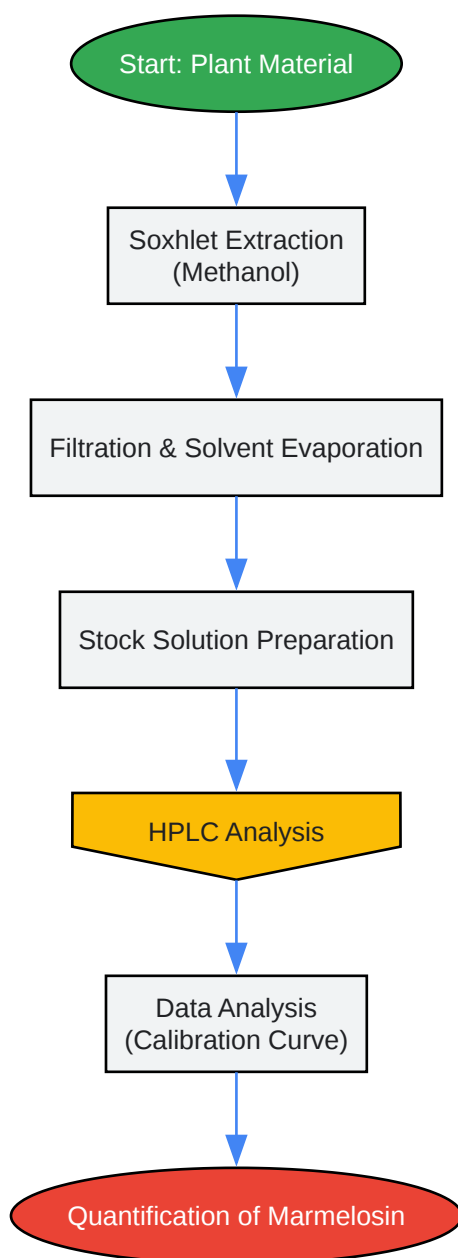 Start: Plant Material
Soxhlet Extraction
(Methanol)
Filtration & Solvent Evaporation
Stock Solution Preparation
HPLC Analysis
Data Analysis
(Calibration Curve)
Quantification of Marmelosin